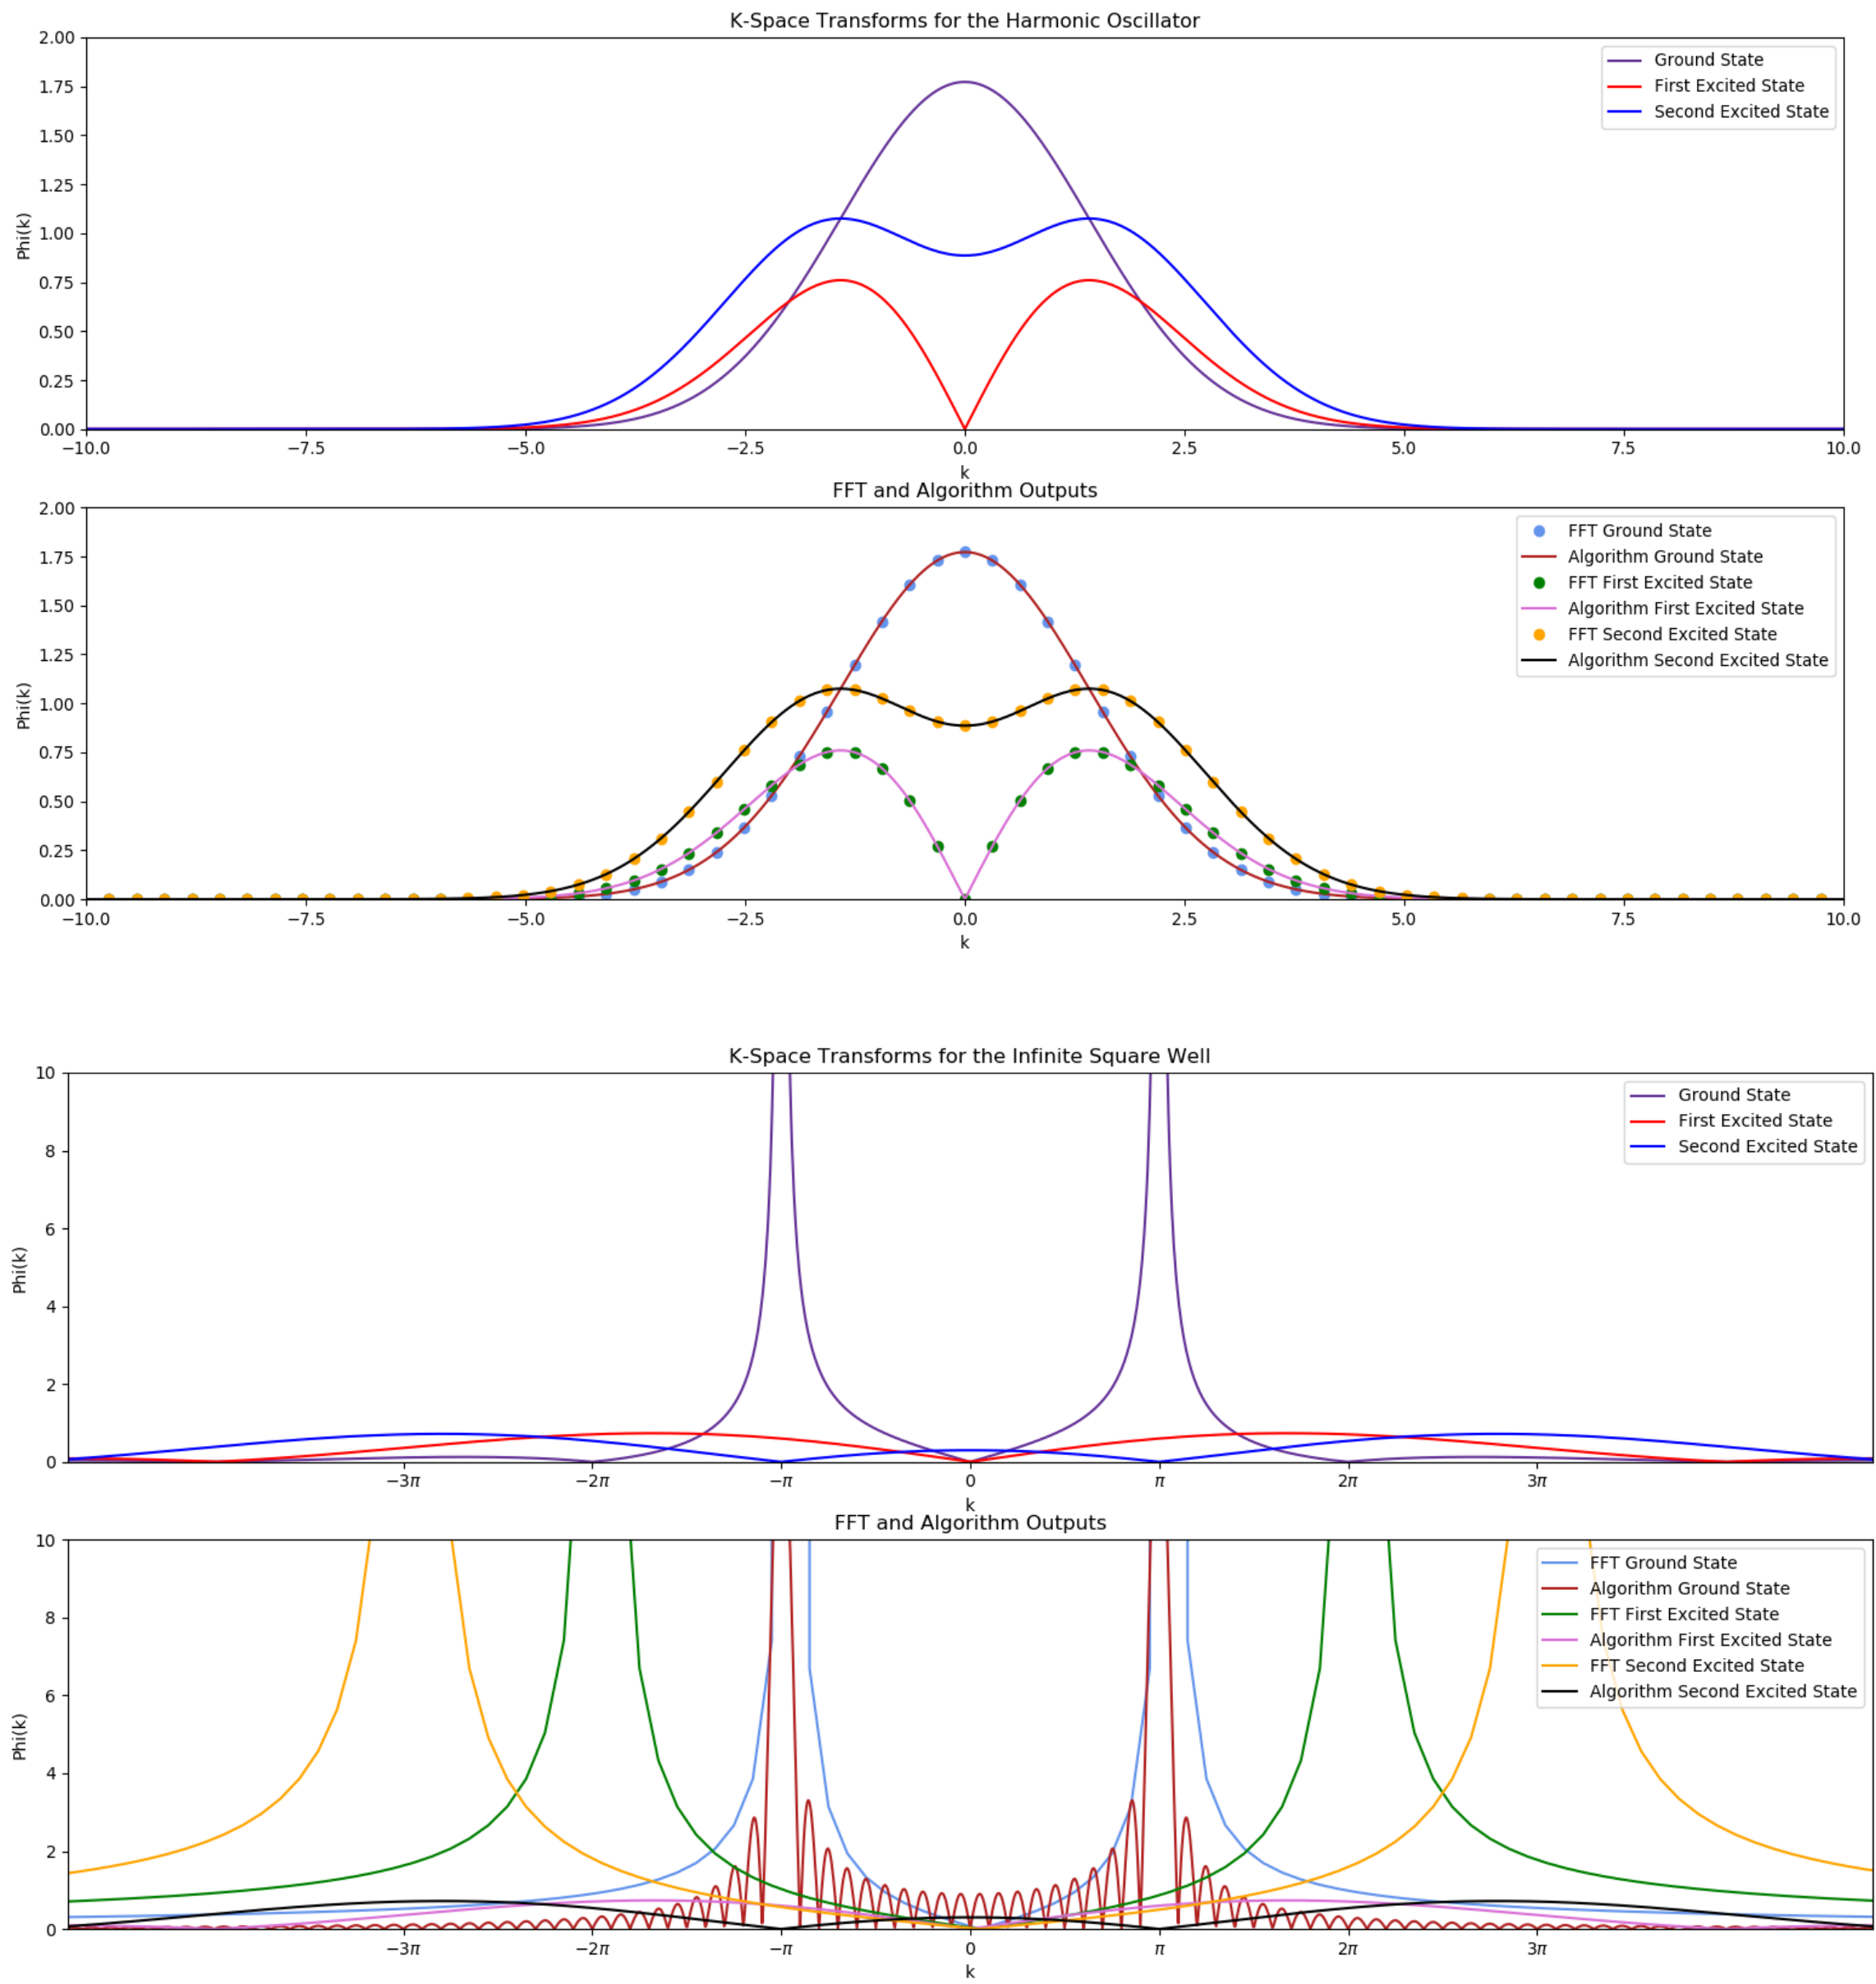 K-Space Transforms for the Harmonic Oscillator
2.00
1.75
1.50
1.25
1.00
0.75
0.50
0.25
0.00
Phi(k)
Ground State
First Excited State
Second Excited State
−10.0 −7.5 −5.0 −2.5 0.0 2.5 5.0 7.5 10.0
k
FFT and Algorithm Outputs
2.00
1.75
1.50
1.25
1.00
0.75
0.50
0.25
0.00
Phi(k)
FFT Ground State
Algorithm Ground State
FFT First Excited State
Algorithm First Excited State
FFT Second Excited State
Algorithm Second Excited State
−10.0 −7.5 −5.0 −2.5 0.0 2.5 5.0 7.5 10.0
k
K-Space Transforms for the Infinite Square Well
10
8
6
4
2
0
Phi(k)
Ground State
First Excited State
Second Excited State
−3π −2π −π 0 π 2π 3π
k
FFT and Algorithm Outputs
10
8
6
4
2
0
Phi(k)
FFT Ground State
Algorithm Ground State
FFT First Excited State
Algorithm First Excited State
FFT Second Excited State
Algorithm Second Excited State
−3π −2π −π 0 π 2π 3π
k